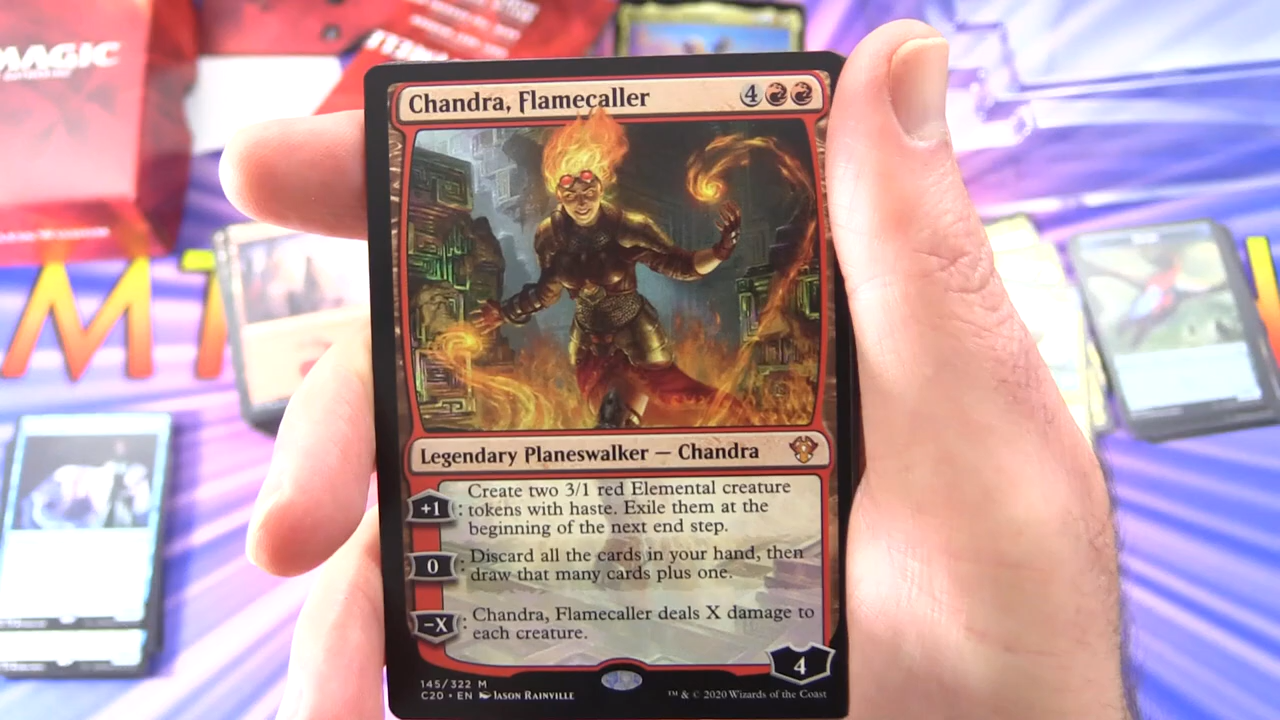 MAGIC
Chandra, Flamecaller
4
MT
Legendary Planeswalker — Chandra
Create two 3/1 red Elemental creature
+1 : tokens with haste. Exile them at the
beginning of the next end step.
0 : Discard all the cards in your hand, then
draw that many cards plus one.
−X : Chandra, Flamecaller deals X damage to
each creature.
4
145/322 M
C20 • EN Jason Rainville
™ & © 2020 Wizards of the Coast